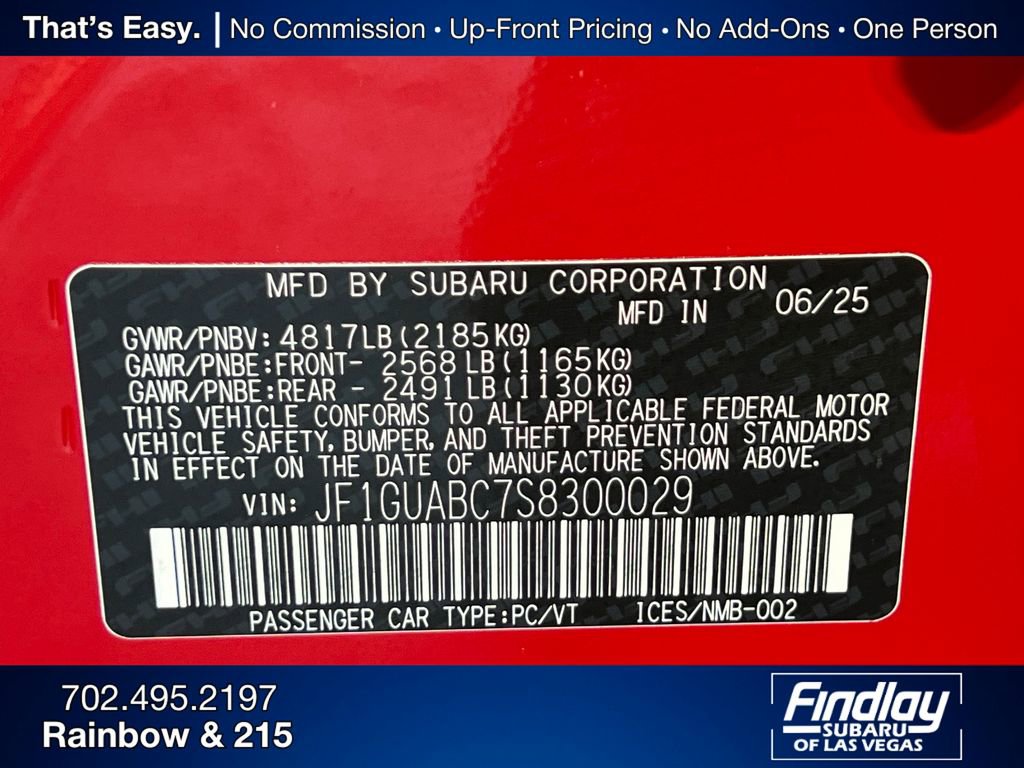 That's Easy. | No Commission • Up-Front Pricing • No Add-Ons • One Person
MFD BY SUBARU CORPORATION
MFD IN 06/25
GVWR/PNBV: 4817LB(2185KG)
GAWR/PNBE:FRONT- 2568LB(1165KG)
GAWR/PNBE:REAR - 2491LB(1130KG)
THIS VEHICLE CONFORMS TO ALL APPLICABLE FEDERAL MOTOR
VEHICLE SAFETY, BUMPER, AND THEFT PREVENTION STANDARDS
IN EFFECT ON THE DATE OF MANUFACTURE SHOWN ABOVE.
VIN: JF1GUABC7S8300029
PASSENGER CAR TYPE:PC/VT ICES/NMB-002
702.495.2197
Rainbow & 215
Findlay
SUBARU
OF LAS VEGAS